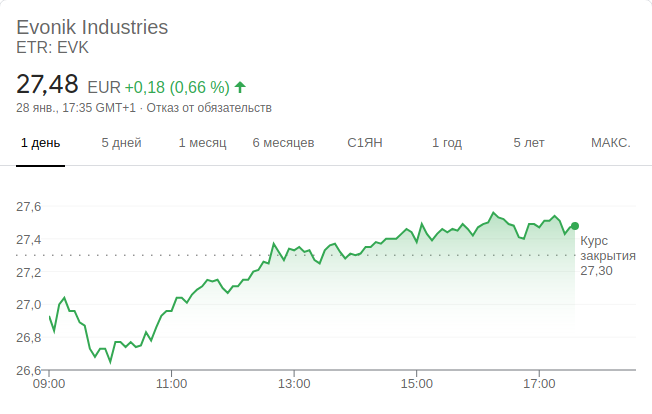 Evonik Industries
ETR: EVK
27,48 EUR +0,18 (0,66 %)
28 янв., 17:35 GMT+1 · Отказ от обязательств
1 день 5 дней 1 месяц 6 месяцев С1ЯН 1 год 5 лет МАКС.
27,6
27,4
27,2
27,0
26,8
26,6
Курс
закрытия
27,30
09:00 11:00 13:00 15:00 17:00